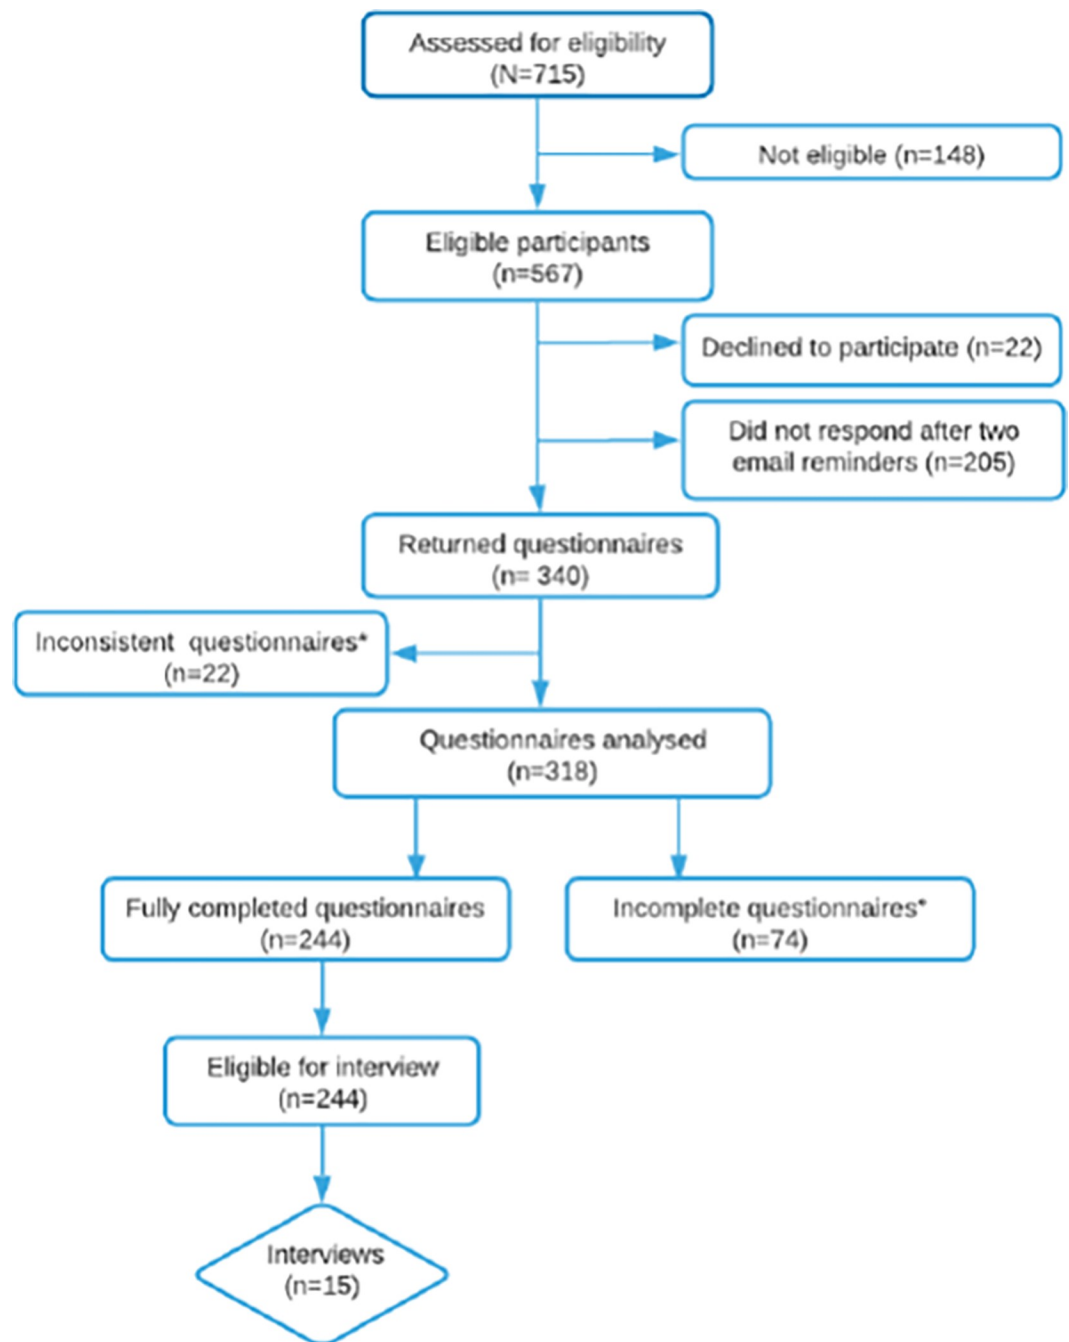 Assessed for eligibility
(N=715)
Not eligible (n=148)
Eligible participants
(n=567)
Declined to participate (n=22)
Did not respond after two
email reminders (n=205)
Returned questionnaires
(n= 340)
Inconsistent questionnaires*
(n=22)
Questionnaires analysed
(n=318)
Fully completed questionnaires
(n=244)
Incomplete questionnaires*
(n=74)
Eligible for interview
(n=244)
Interviews
(n=15)